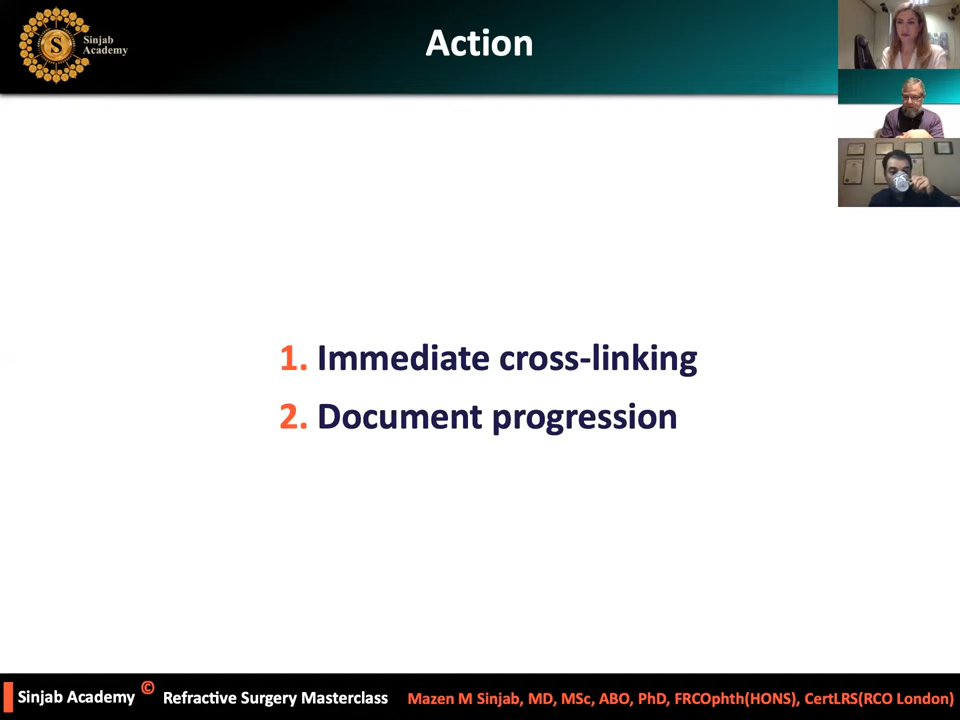 S
Sinjab
Academy
Action
1. Immediate cross-linking
2. Document progression
Sinjab Academy © Refractive Surgery Masterclass Mazen M Sinjab, MD, MSc, ABO, PhD, FRCOphth(HONS), CertLRS(RCO London)